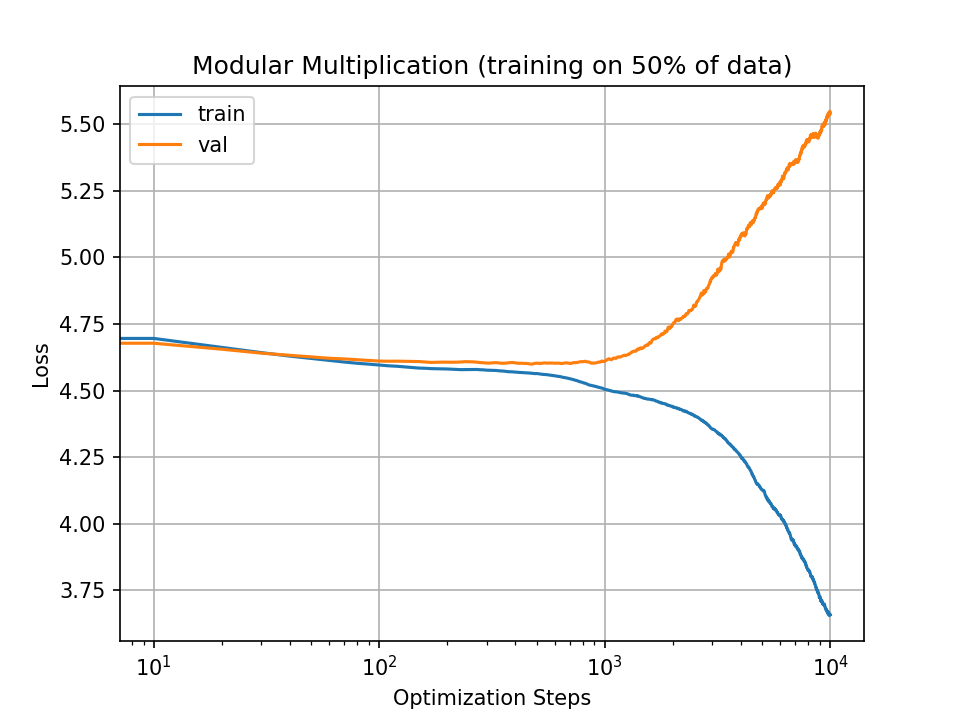 Modular Multiplication (training on 50% of data)
train
val
5.50
5.25
5.00
4.75
4.50
4.25
4.00
3.75
Loss
10¹
10²
10³
10⁴
Optimization Steps